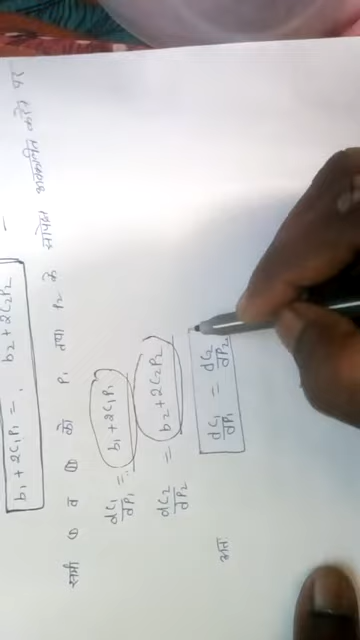 b₁ + 2C₁P₁ = b₂ + 2C₂P₂ —
समी ① व ② को P₁ तथा P₂ के सापेक्ष अवकलित करने पर
dC₁/dP₁ = b₁ + 2C₁P₁
dC₂/dP₂ = b₂ + 2C₂P₂
अतः dC₁/dP₁ = dC₂/dP₂